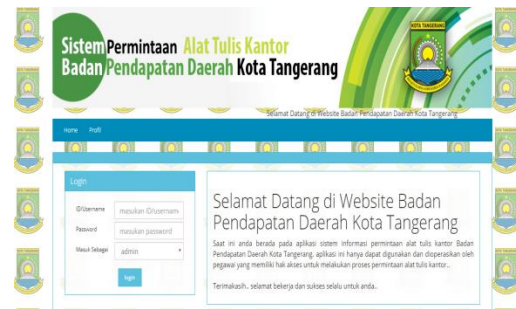 KOTA TANGERANG
Sistem Permintaan Alat Tulis Kantor
Badan Pendapatan Daerah Kota Tangerang
Selamat Datang di Website Badan Pendapatan Daerah Kota Tangerang
Home Profil
Login
ID/Username masukan ID/username
Password masukan password
Masuk Sebagai admin
login
Selamat Datang di Website Badan
Pendapatan Daerah Kota Tangerang
Saat ini anda berada pada aplikasi sistem informasi permintaan alat tulis kantor Badan
Pendapatan Daerah Kota Tangerang. aplikasi ini hanya dapat digunakan dan dioperasikan oleh
pegawai yang memiliki hak akses untuk melakukan proses permintaan alat tulis kantor..
Terimakasih.. selamat bekerja dan sukses selalu untuk anda..